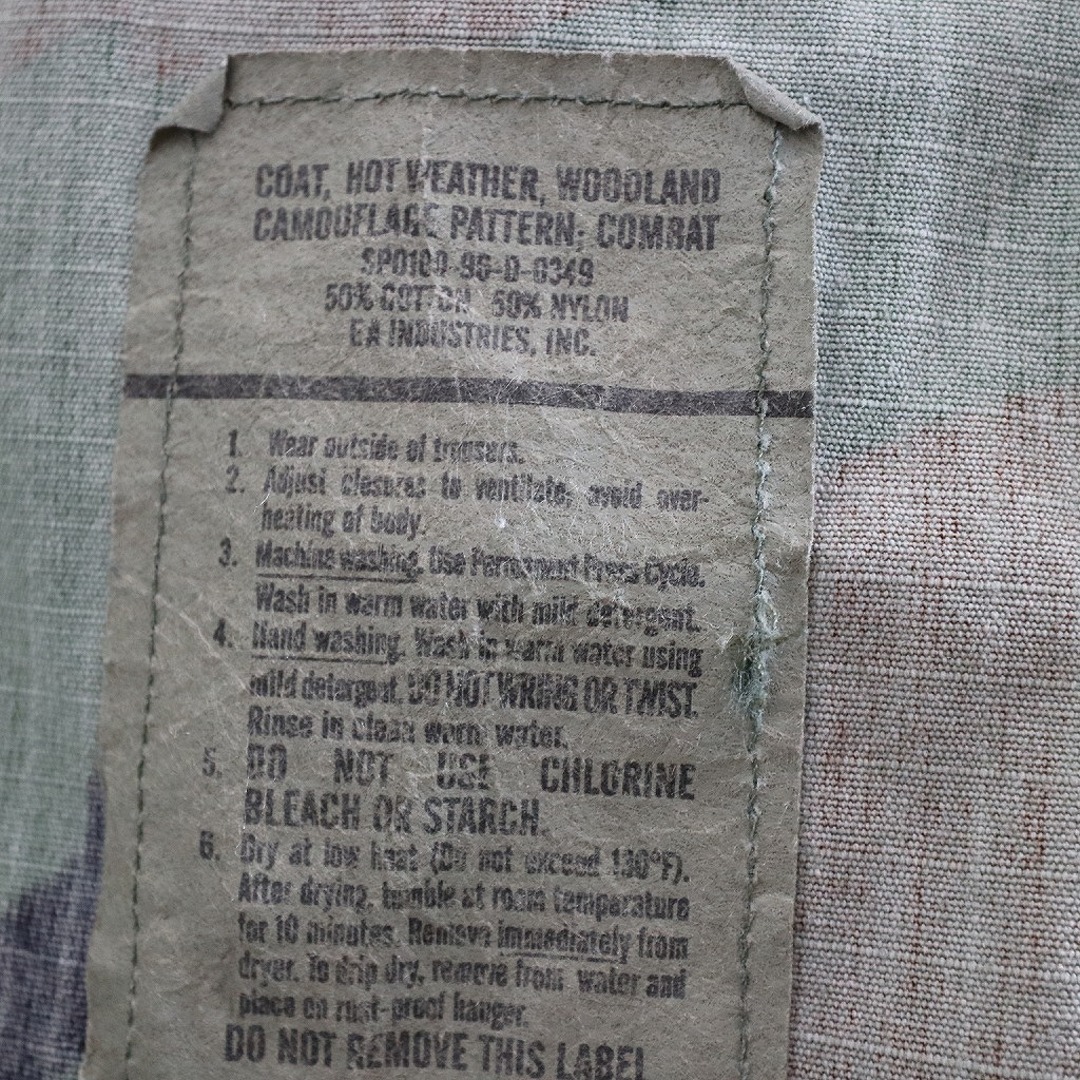 COAT, HOT WEATHER, WOODLAND
CAMOUFLAGE PATTERN; COMBAT
SP0100-96-D-0349
50% COTTON 50% NYLON
EA INDUSTRIES, INC.
1. Wear outside of trousers.
2. Adjust closures to ventilate, avoid over-
heating of body.
3. Machine washing. Use Permanent Press Cycle.
Wash in warm water with mild detergent.
4. Hand washing. Wash in warm water using
mild detergent. DO NOT WRING OR TWIST.
Rinse in clean warm water.
5. DO NOT USE CHLORINE
BLEACH OR STARCH.
6. Dry at low heat (Do not exceed 130°F).
After drying, tumble at room temperature
for 10 minutes. Remove immediately from
dryer. To drip dry, remove from water and
place on rust-proof hanger.
DO NOT REMOVE THIS LABEL